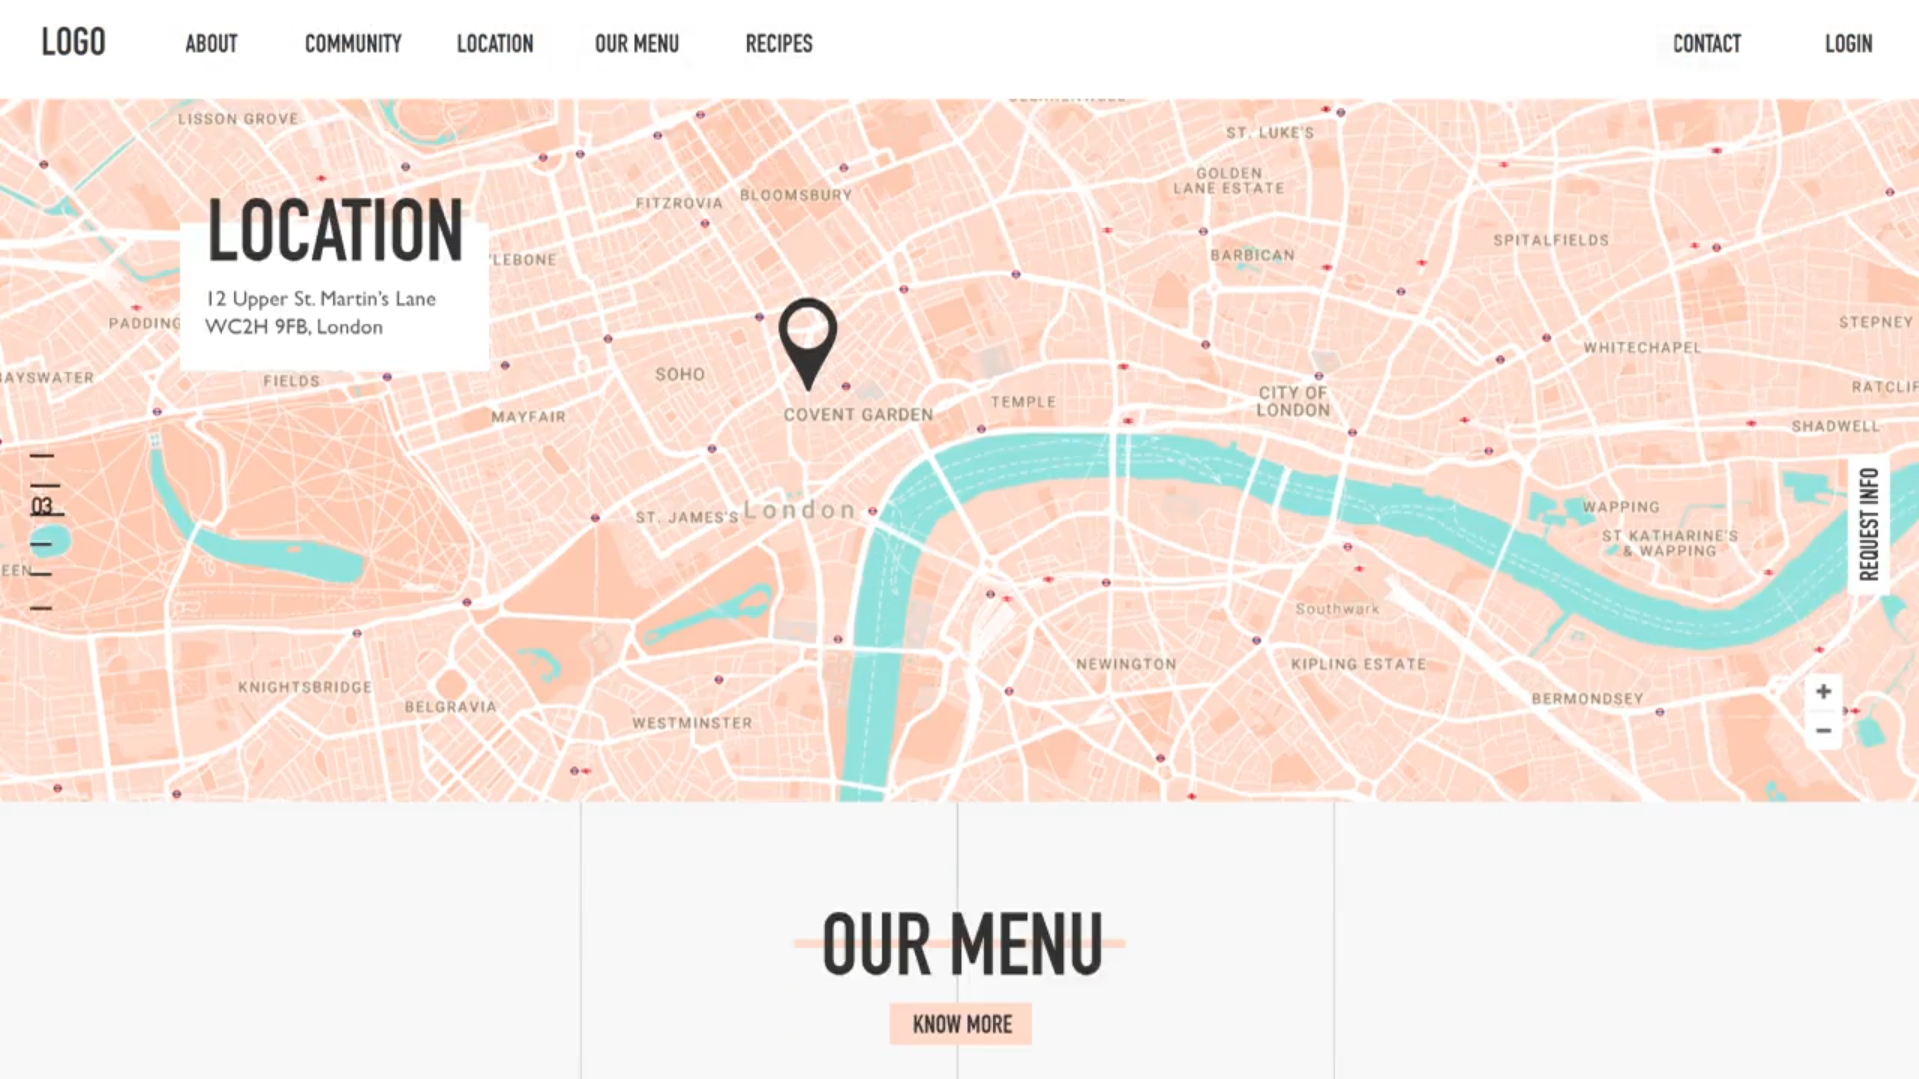 LOGO
ABOUT
COMMUNITY
LOCATION
OUR MENU
RECIPES
CONTACT
LOGIN
LISSON GROVE
ST. LUKE'S
GOLDEN
LANE ESTATE
FITZROVIA
BLOOMSBURY
LOCATION
12 Upper St. Martin's Lane
WC2H 9FB, London
SPITALFIELDS
BARBICAN
LEBONE
PADDING
STEPNEY
WHITECHAPEL
SOHO
BAYSWATER
FIELDS
RATCLIF
CITY OF
LONDON
TEMPLE
MAYFAIR
COVENT GARDEN
SHADWELL
03
REQUEST INFO
London
ST. JAMES'S
WAPPING
ST KATHARINE'S
& WAPPING
EEN
Southwark
NEWINGTON
KIPLING ESTATE
KNIGHTSBRIDGE
BELGRAVIA
WESTMINSTER
BERMONDSEY
+
−
OUR MENU
KNOW MORE